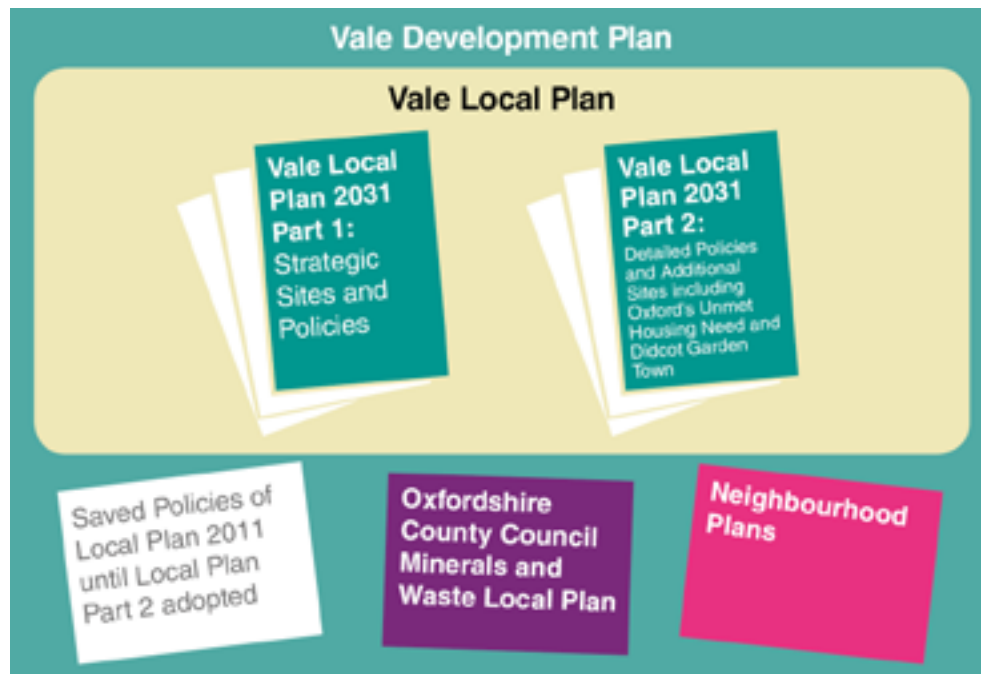 Vale Development Plan
Vale Local Plan
Vale Local
Plan 2031
Part 1:
Strategic
Sites and
Policies
Vale Local
Plan 2031
Part 2:
Detailed Policies
and Additional
Sites including
Oxford's Unmet
Housing Need and
Didcot Garden
Town
Saved Policies of
Local Plan 2011
until Local Plan
Part 2 adopted
Oxfordshire
County Council
Minerals and
Waste Local Plan
Neighbourhood
Plans